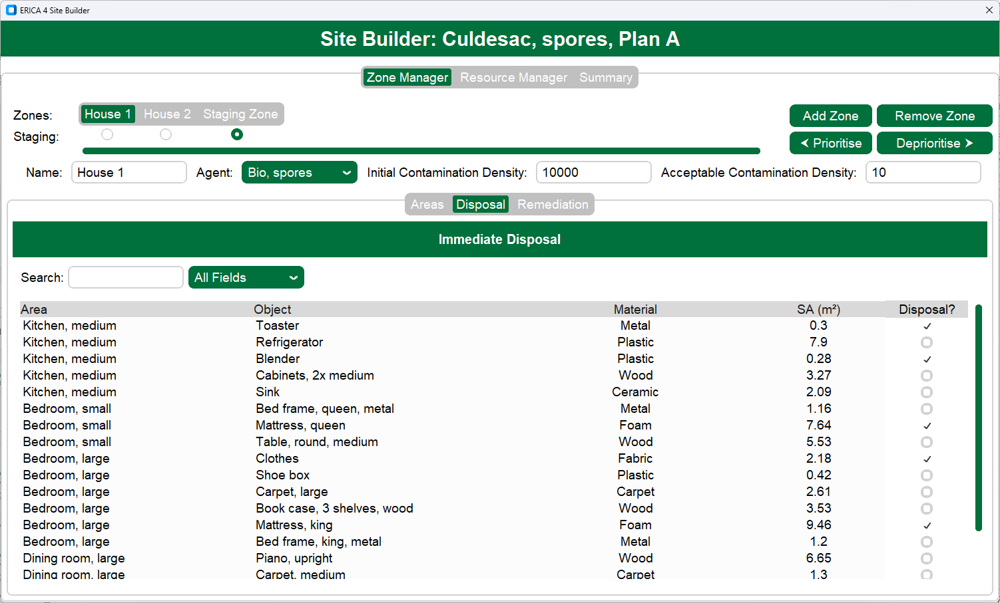 ERICA 4 Site Builder
Site Builder: Culdesac, spores, Plan A
Zone Manager Resource Manager Summary
Zones: House 1 House 2 Staging Zone Add Zone Remove Zone
Staging: ⮜ Prioritise Deprioritise ⮞
Name: House 1 Agent: Bio, spores Initial Contamination Density: 10000 Acceptable Contamination Density: 10
Areas Disposal Remediation
Immediate Disposal
Search: All Fields
Area Object Material SA (m²) Disposal?
Kitchen, medium Toaster Metal 0.3 ✓
Kitchen, medium Refrigerator Plastic 7.9
Kitchen, medium Blender Plastic 0.28 ✓
Kitchen, medium Cabinets, 2x medium Wood 3.27
Kitchen, medium Sink Ceramic 2.09
Bedroom, small Bed frame, queen, metal Metal 1.16
Bedroom, small Mattress, queen Foam 7.64 ✓
Bedroom, small Table, round, medium Wood 5.53
Bedroom, large Clothes Fabric 2.18 ✓
Bedroom, large Shoe box Plastic 0.42
Bedroom, large Carpet, large Carpet 2.61
Bedroom, large Book case, 3 shelves, wood Wood 3.53
Bedroom, large Mattress, king Foam 9.46 ✓
Bedroom, large Bed frame, king, metal Metal 1.2
Dining room, large Piano, upright Wood 6.65
Dining room, large Carpet, medium Carpet 1.3